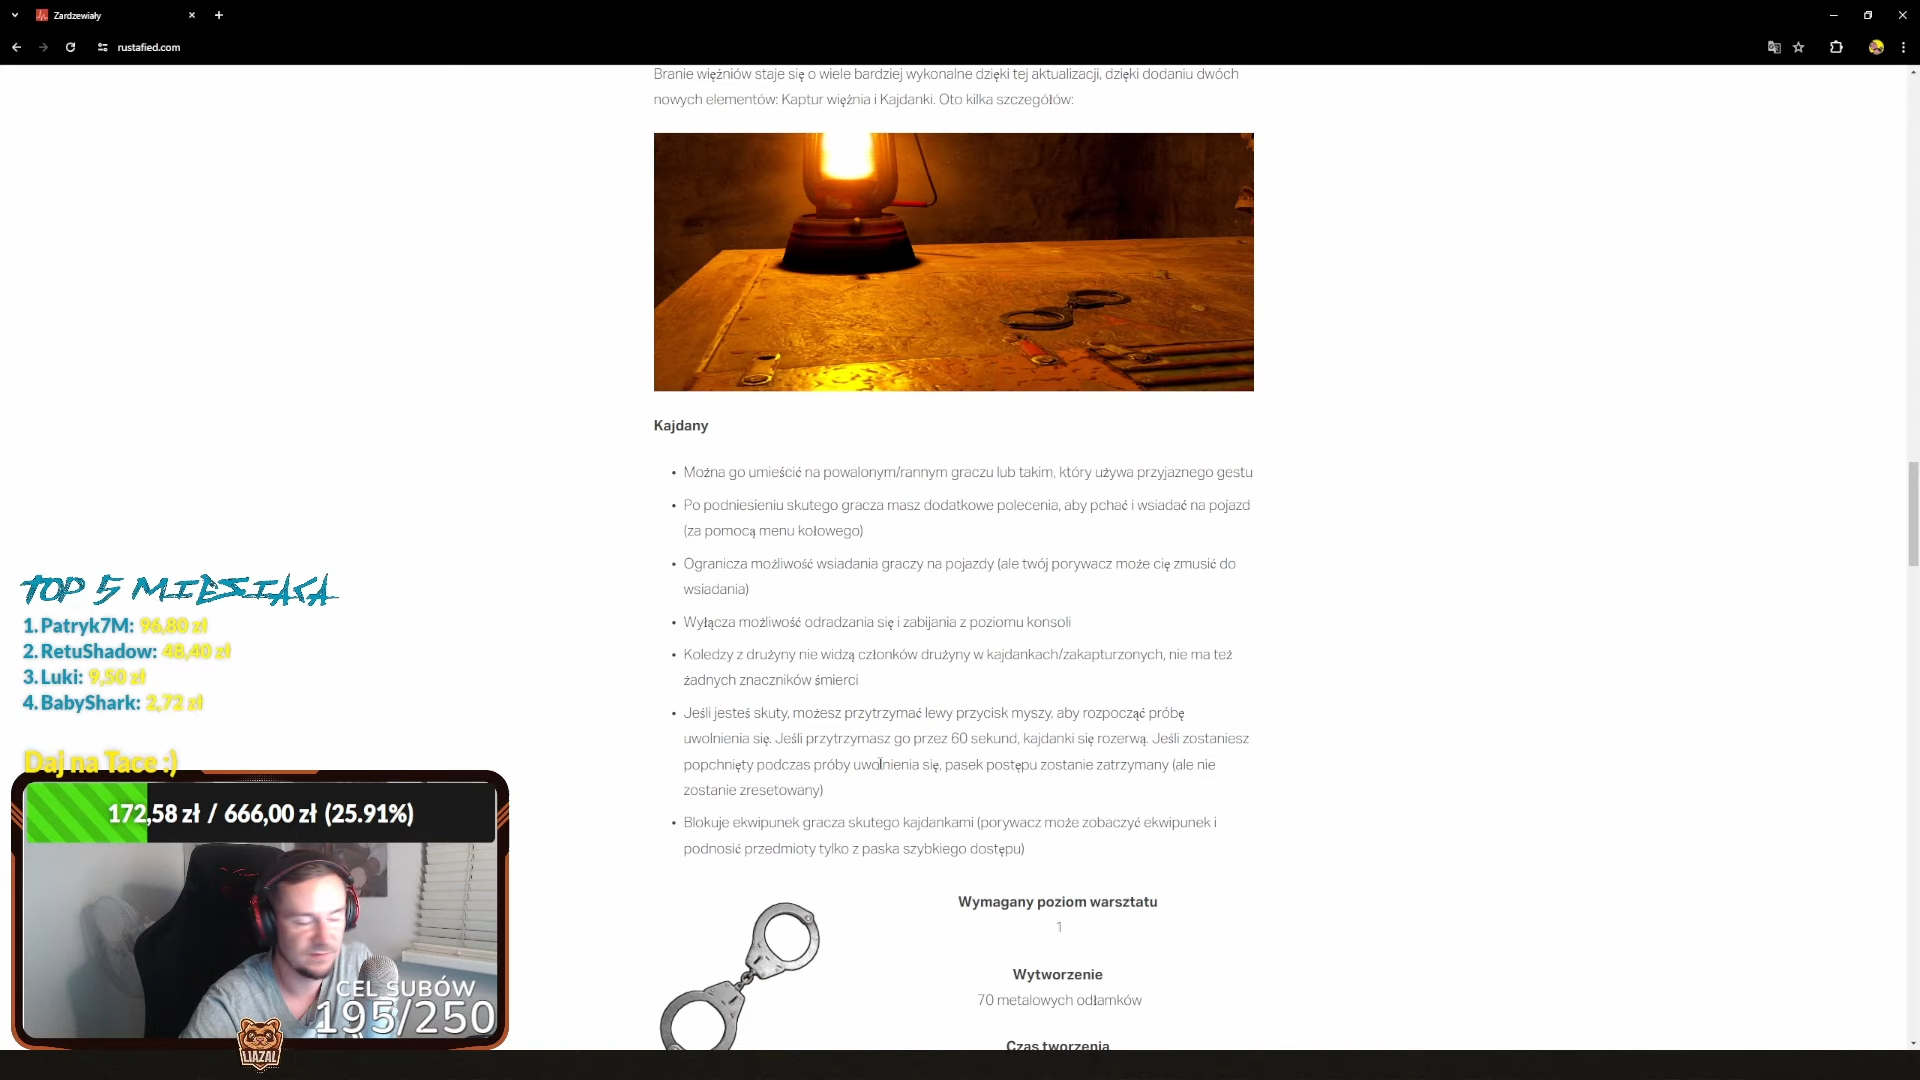 Zardzewiały
rustafied.com
Branie więźniów staje się o wiele bardziej wykonalne dzięki tej aktualizacji, dzięki dodaniu dwóch
nowych elementów: Kaptur więźnia i Kajdanki. Oto kilka szczegółów:
Kajdany
• Można go umieścić na powalonym/rannym graczu lub takim, który używa przyjaznego gestu
• Po podniesieniu skutego gracza masz dodatkowe polecenia, aby pchać i wsiadać na pojazd
(za pomocą menu kołowego)
• Ogranicza możliwość wsiadania graczy na pojazdy (ale twój porywacz może cię zmusić do
wsiadania)
• Wyłącza możliwość odradzania się i zabijania z poziomu konsoli
• Koledzy z drużyny nie widzą członków drużyny w kajdankach/zakapturzonych, nie ma też
żadnych znaczników śmierci
• Jeśli jesteś skuty, możesz przytrzymać lewy przycisk myszy, aby rozpocząć próbę
uwolnienia się. Jeśli przytrzymasz go przez 60 sekund, kajdanki się rozerwą. Jeśli zostaniesz
popchnięty podczas próby uwolnienia się, pasek postępu zostanie zatrzymany (ale nie
zostanie zresetowany)
• Blokuje ekwipunek gracza skutego kajdankami (porywacz może zobaczyć ekwipunek i
podnosić przedmioty tylko z paska szybkiego dostępu)
Wymagany poziom warsztatu
1
Wytworzenie
70 metalowych odłamków
Czas tworzenia
TOP 5 MIESIĄCA
1. Patryk7M: 96,80 zł
2. RetuShadow: 48,40 zł
3. Luki: 9,50 zł
4. BabyShark: 2,72 zł
Daj na Tace :)
172,58 zł / 666,00 zł (25.91%)
CEL SUBÓW
195/250
LIAZAL